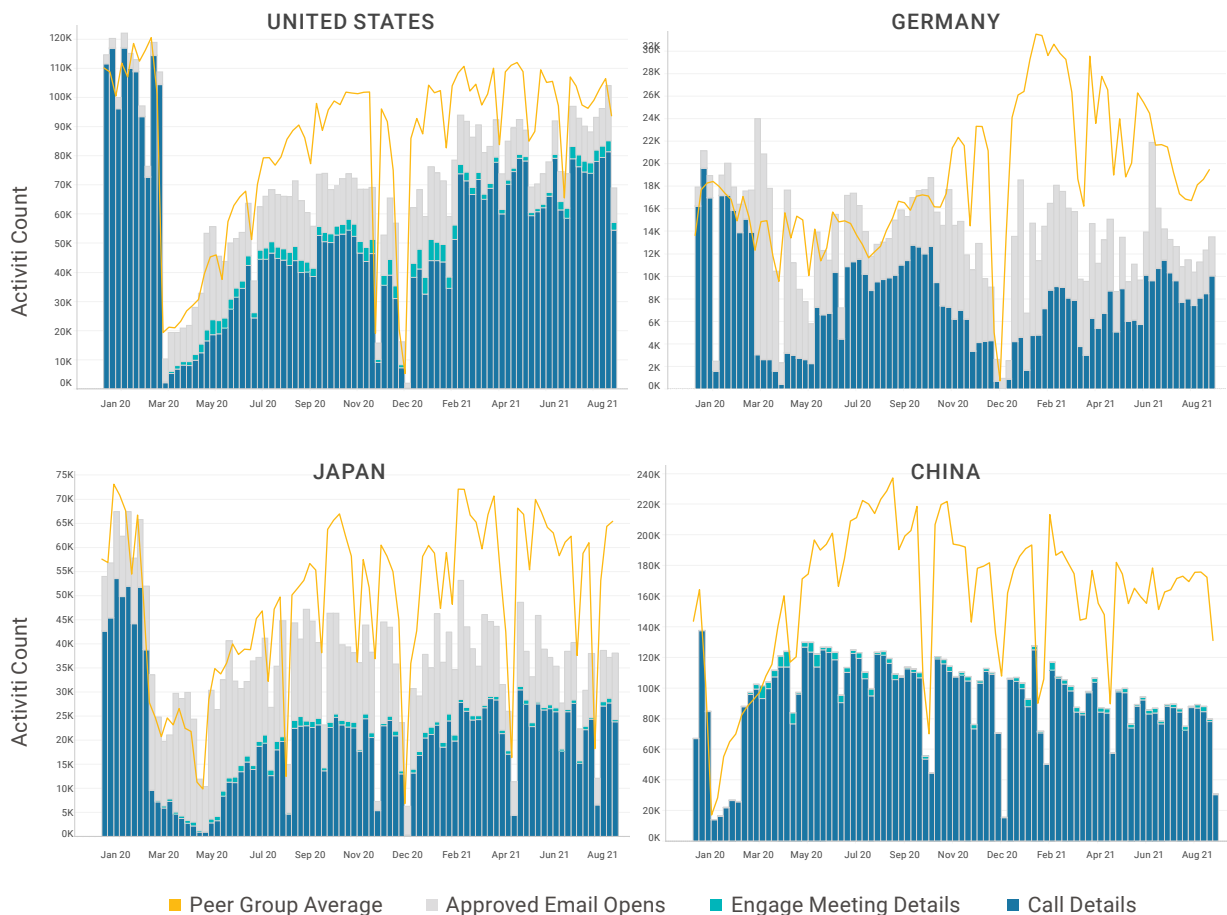 UNITED STATES
GERMANY
Activiti Count
120K
110K
100K
90K
80K
70K
60K
50K
40K
30K
20K
10K
0K
Jan 20 Mar 20 May 20 Jul 20 Sep 20 Nov 20 Dec 20 Feb 21 Apr 21 Jun 21 Aug 21
32K
30K
28K
26K
24K
22K
20K
18K
16K
14K
12K
10K
8K
6K
4K
2K
0K
Jan 20 Mar 20 May 20 Jul 20 Sep 20 Nov 20 Dec 20 Feb 21 Apr 21 Jun 21 Aug 21
JAPAN
CHINA
Activiti Count
75K
70K
65K
60K
55K
50K
45K
40K
35K
30K
25K
20K
15K
10K
5K
0K
Jan 20 Mar 20 May 20 Jul 20 Sep 20 Nov 20 Dec 20 Feb 21 Apr 21 Jun 21 Aug 21
240K
220K
200K
180K
160K
140K
120K
100K
80K
60K
40K
20K
0K
Jan 20 Mar 20 May 20 Jul 20 Sep 20 Nov 20 Dec 20 Feb 21 Apr 21 Jun 21 Aug 21
Peer Group Average Approved Email Opens Engage Meeting Details Call Details